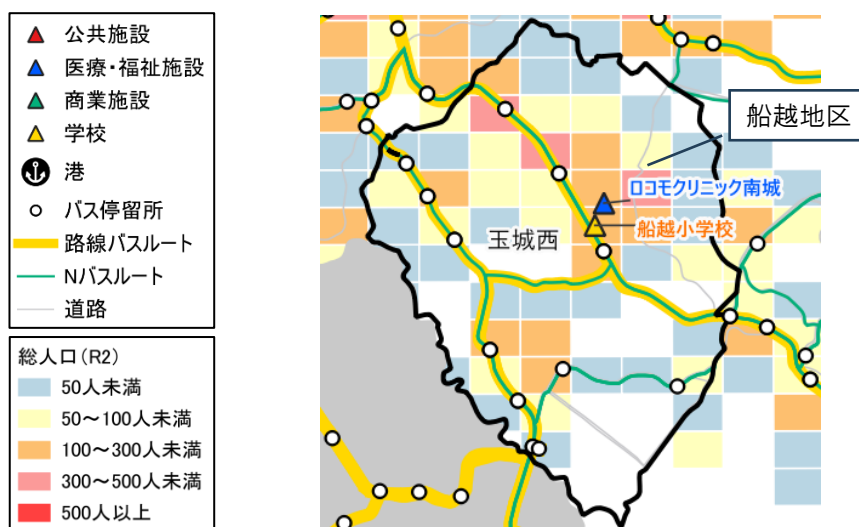 公共施設
医療・福祉施設
商業施設
学校
港
バス停留所
路線バスルート
Nバスルート
道路
総人口(R2)
50人未満
50～100人未満
100～300人未満
300～500人未満
500人以上
船越地区
ロコモクリニック南城
船越小学校
玉城西